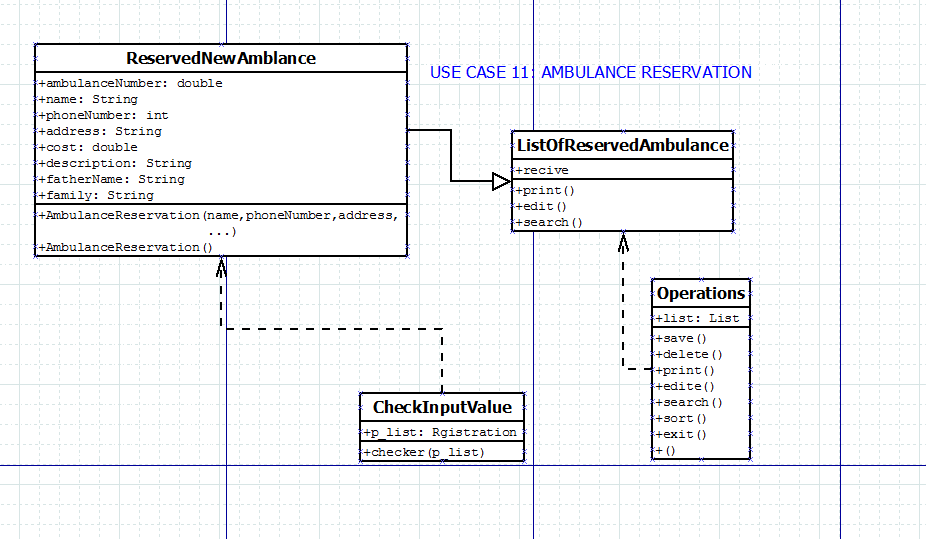 ReservedNewAmblance
+ambulanceNumber: double
+name: String
+phoneNumber: int
+address: String
+cost: double
+description: String
+fatherName: String
+family: String
+AmbulanceReservation(name,phoneNumber,address,
...)
+AmbulanceReservation()
USE CASE 11: AMBULANCE RESERVATION
ListOfReservedAmbulance
+recive
+print()
+edit()
+search()
Operations
+list: List
+save()
+delete()
+print()
+edite()
+search()
+sort()
+exit()
+()
CheckInputValue
+p_list: Rgistration
+checker(p_list)